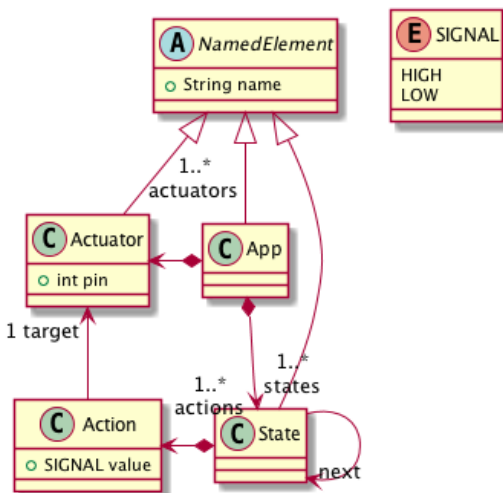 A NamedElement
String name
E SIGNAL
HIGH
LOW
1..*
actuators
C Actuator
int pin
C App
1 target
1..*
states
1..*
actions
C Action
SIGNAL value
C State
next